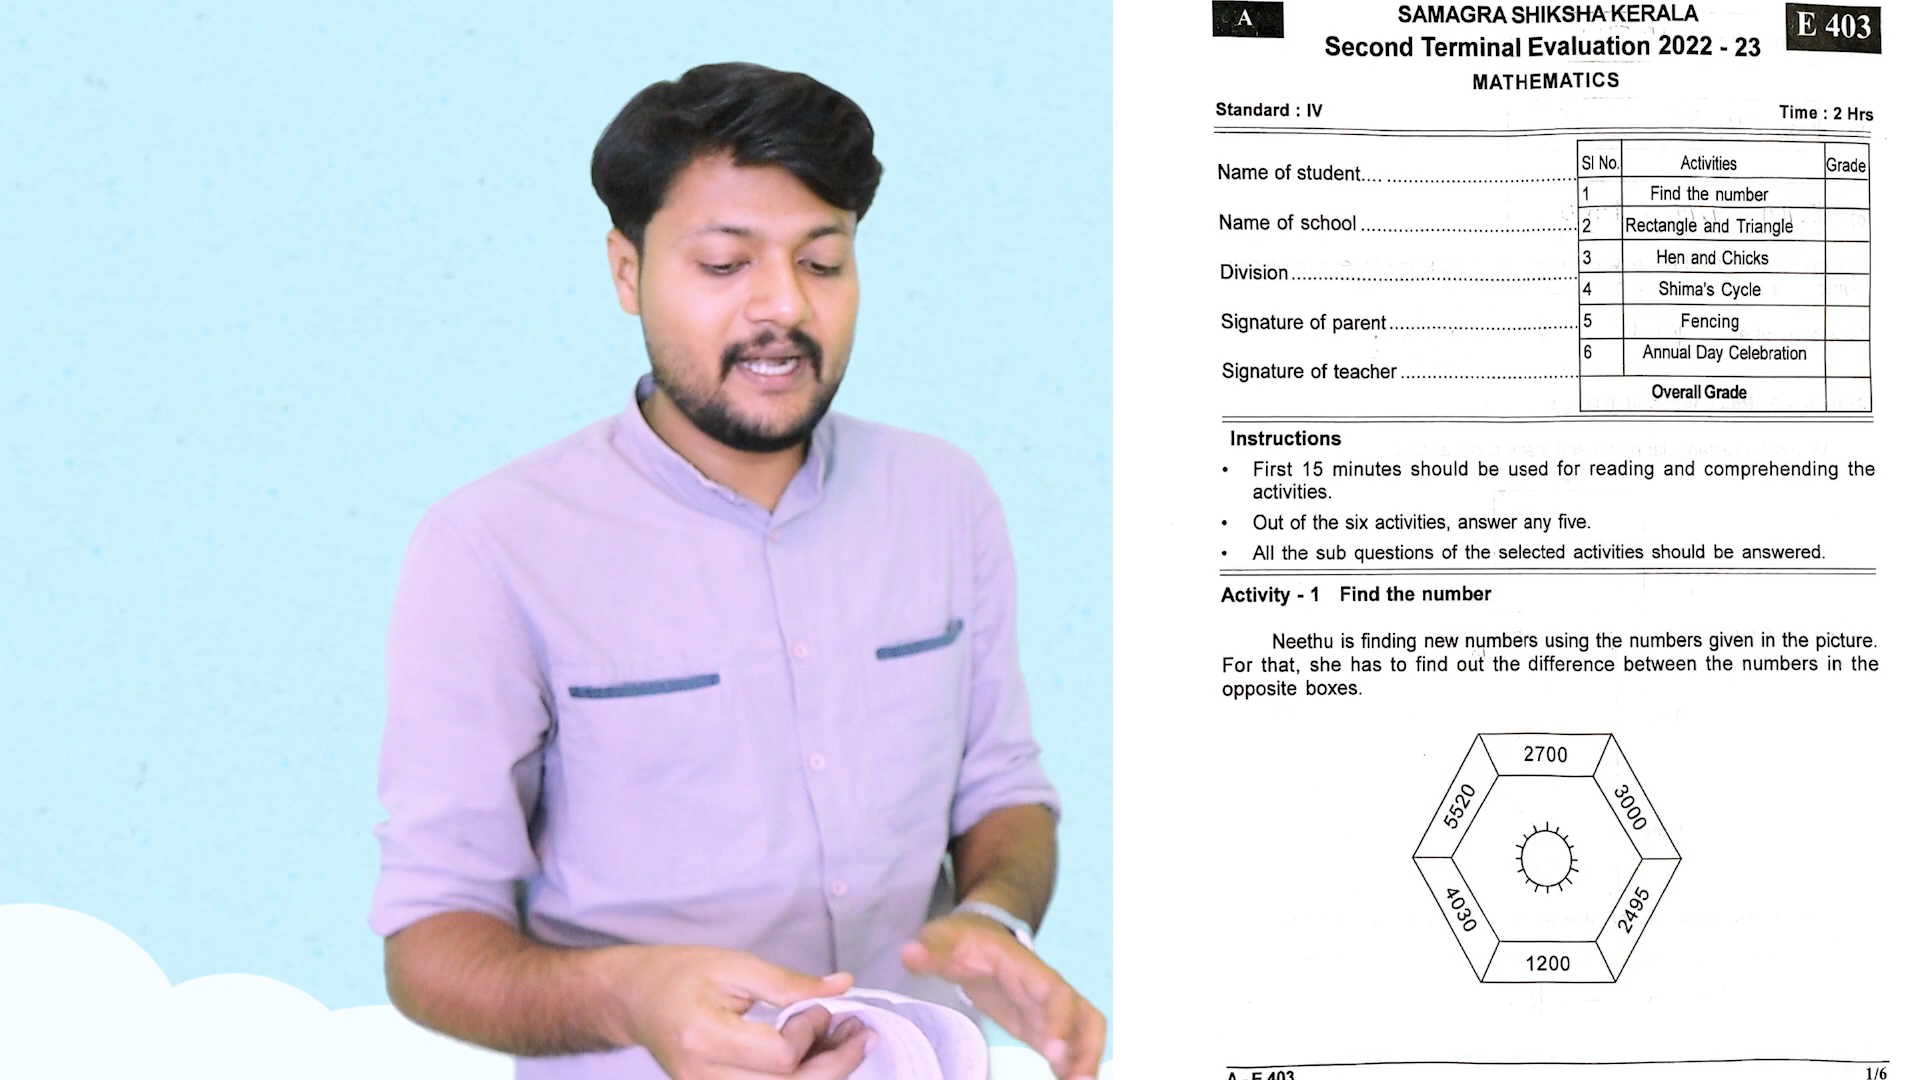 A
SAMAGRA SHIKSHA KERALA
E 403
Second Terminal Evaluation 2022 - 23
MATHEMATICS
Standard : IV
Time : 2 Hrs
Name of student.... ....................................
Name of school .........................................
Division .....................................................
Signature of parent ...................................
Signature of teacher .................................
Sl No. Activities Grade
1 Find the number
2 Rectangle and Triangle
3 Hen and Chicks
4 Shima's Cycle
5 Fencing
6 Annual Day Celebration
Overall Grade
Instructions
• First 15 minutes should be used for reading and comprehending the
activities.
• Out of the six activities, answer any five.
• All the sub questions of the selected activities should be answered.
Activity - 1 Find the number
Neethu is finding new numbers using the numbers given in the picture.
For that, she has to find out the difference between the numbers in the
opposite boxes.
2700
5520
3000
4030
2495
1200
A - E 403
1/6